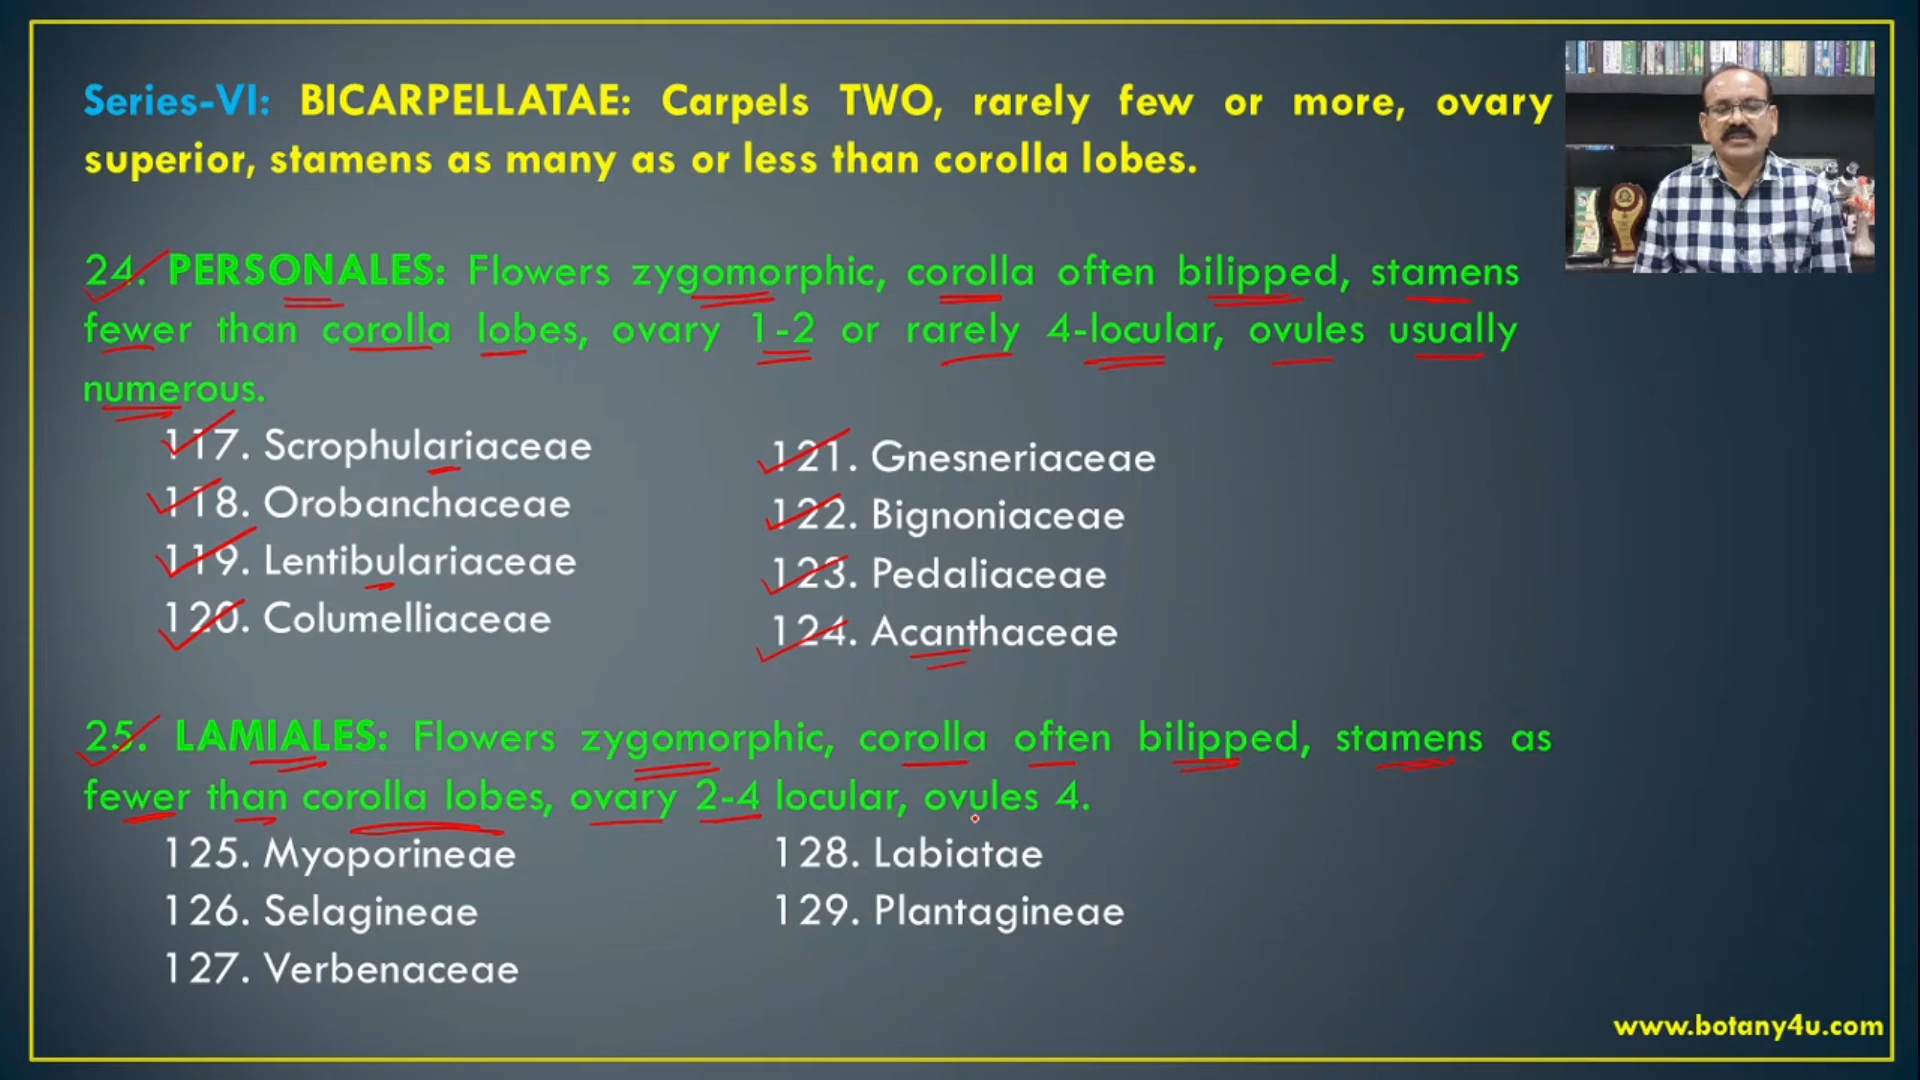 Series-VI: BICARPELLATAE: Carpels TWO, rarely few or more, ovary
superior, stamens as many as or less than corolla lobes.
24. PERSONALES: Flowers zygomorphic, corolla often bilipped, stamens
fewer than corolla lobes, ovary 1-2 or rarely 4-locular, ovules usually
numerous.
117. Scrophulariaceae
118. Orobanchaceae
119. Lentibulariaceae
120. Columelliaceae
121. Gnesneriaceae
122. Bignoniaceae
123. Pedaliaceae
124. Acanthaceae
25. LAMIALES: Flowers zygomorphic, corolla often bilipped, stamens as
fewer than corolla lobes, ovary 2-4 locular, ovules 4.
125. Myoporineae
126. Selagineae
127. Verbenaceae
128. Labiatae
129. Plantagineae
www.botany4u.com